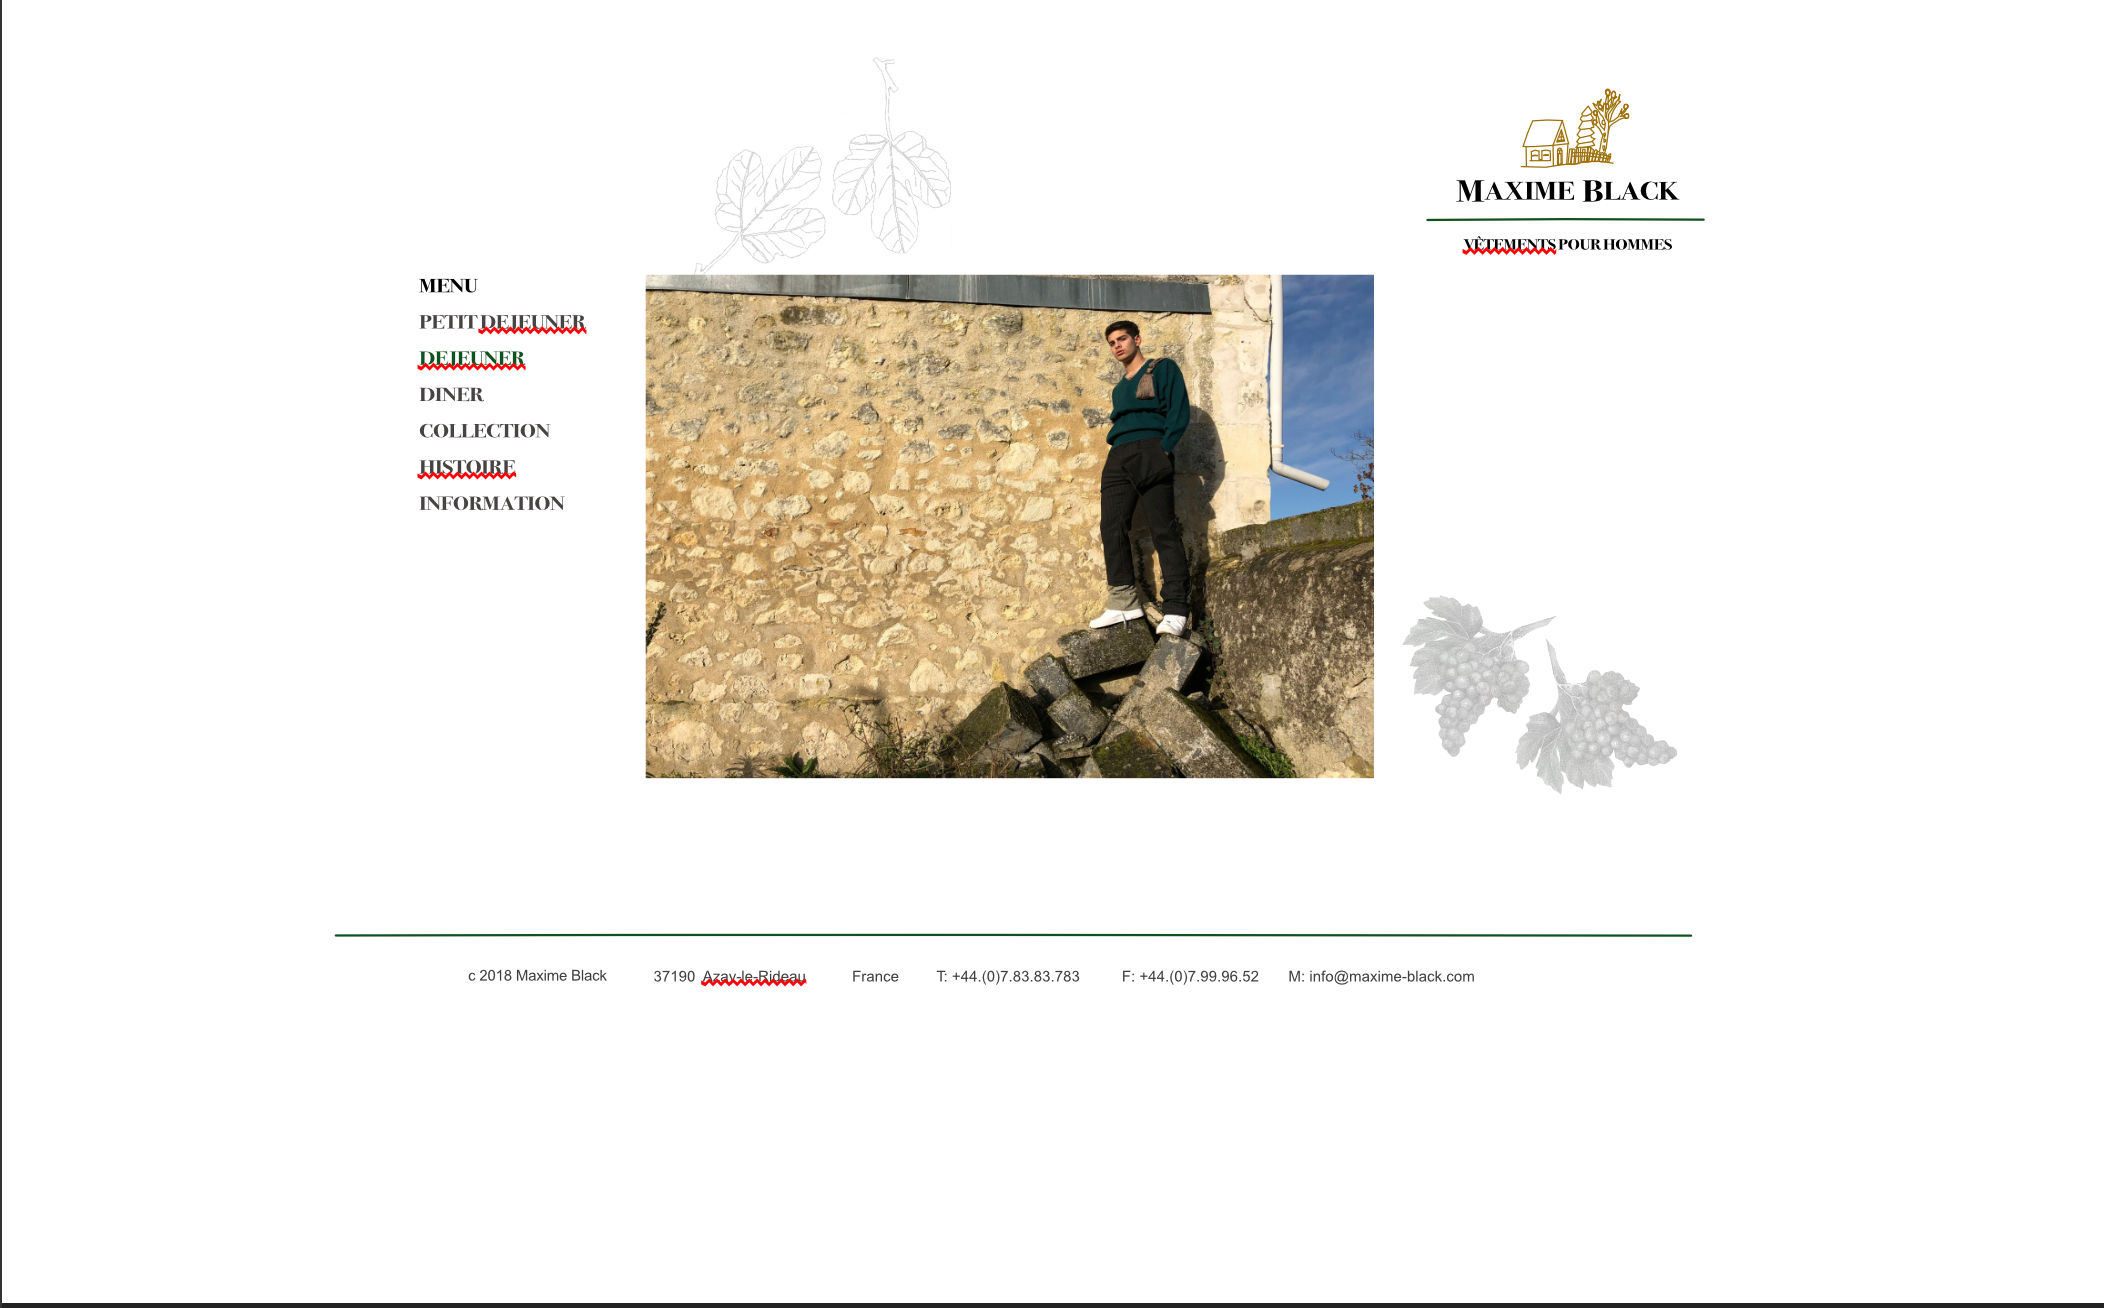 MAXIME BLACK
VÊTEMENTS POUR HOMMES
MENU
PETIT DEJEUNER
DEJEUNER
DINER
COLLECTION
HISTOIRE
INFORMATION
c 2018 Maxime Black 37190 Azay-le-Rideau France T: +44.(0)7.83.83.783 F: +44.(0)7.99.96.52 M: info@maxime-black.com